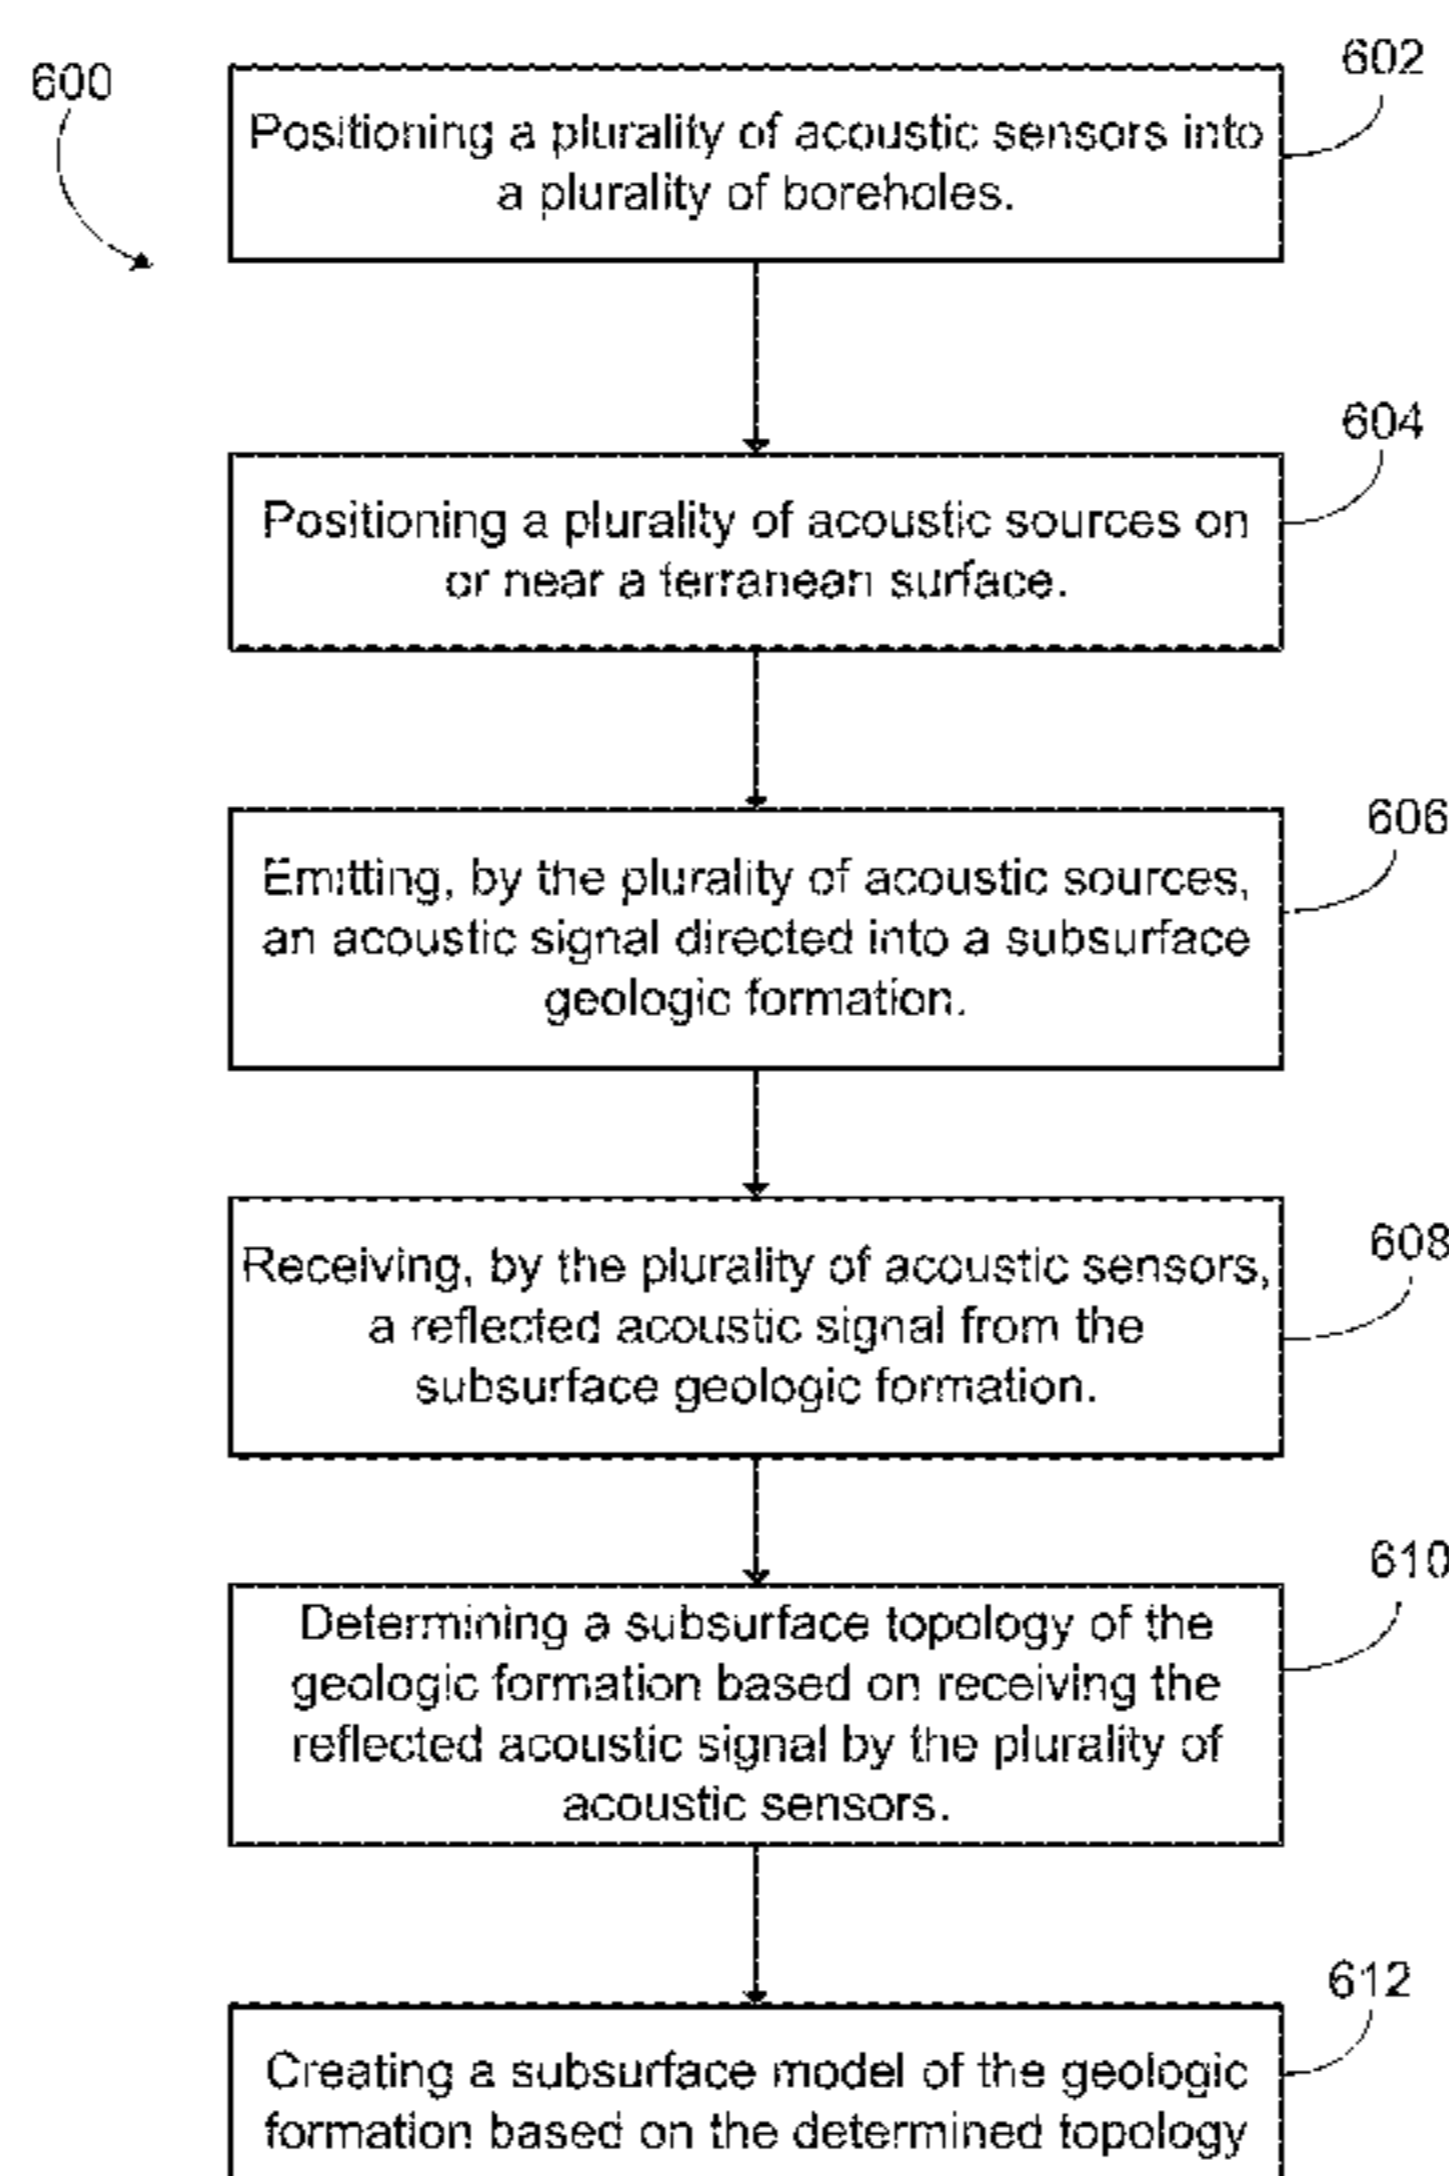 600
602
Positioning a plurality of acoustic sensors into
a plurality of boreholes.
604
Positioning a plurality of acoustic sources on
or near a terranean surface.
606
Emitting, by the plurality of acoustic sources,
an acoustic signal directed into a subsurface
geologic formation.
608
Receiving, by the plurality of acoustic sensors,
a reflected acoustic signal from the
subsurface geologic formation.
610
Determining a subsurface topology of the
geologic formation based on receiving the
reflected acoustic signal by the plurality of
acoustic sensors.
612
Creating a subsurface model of the geologic
formation based on the determined topology